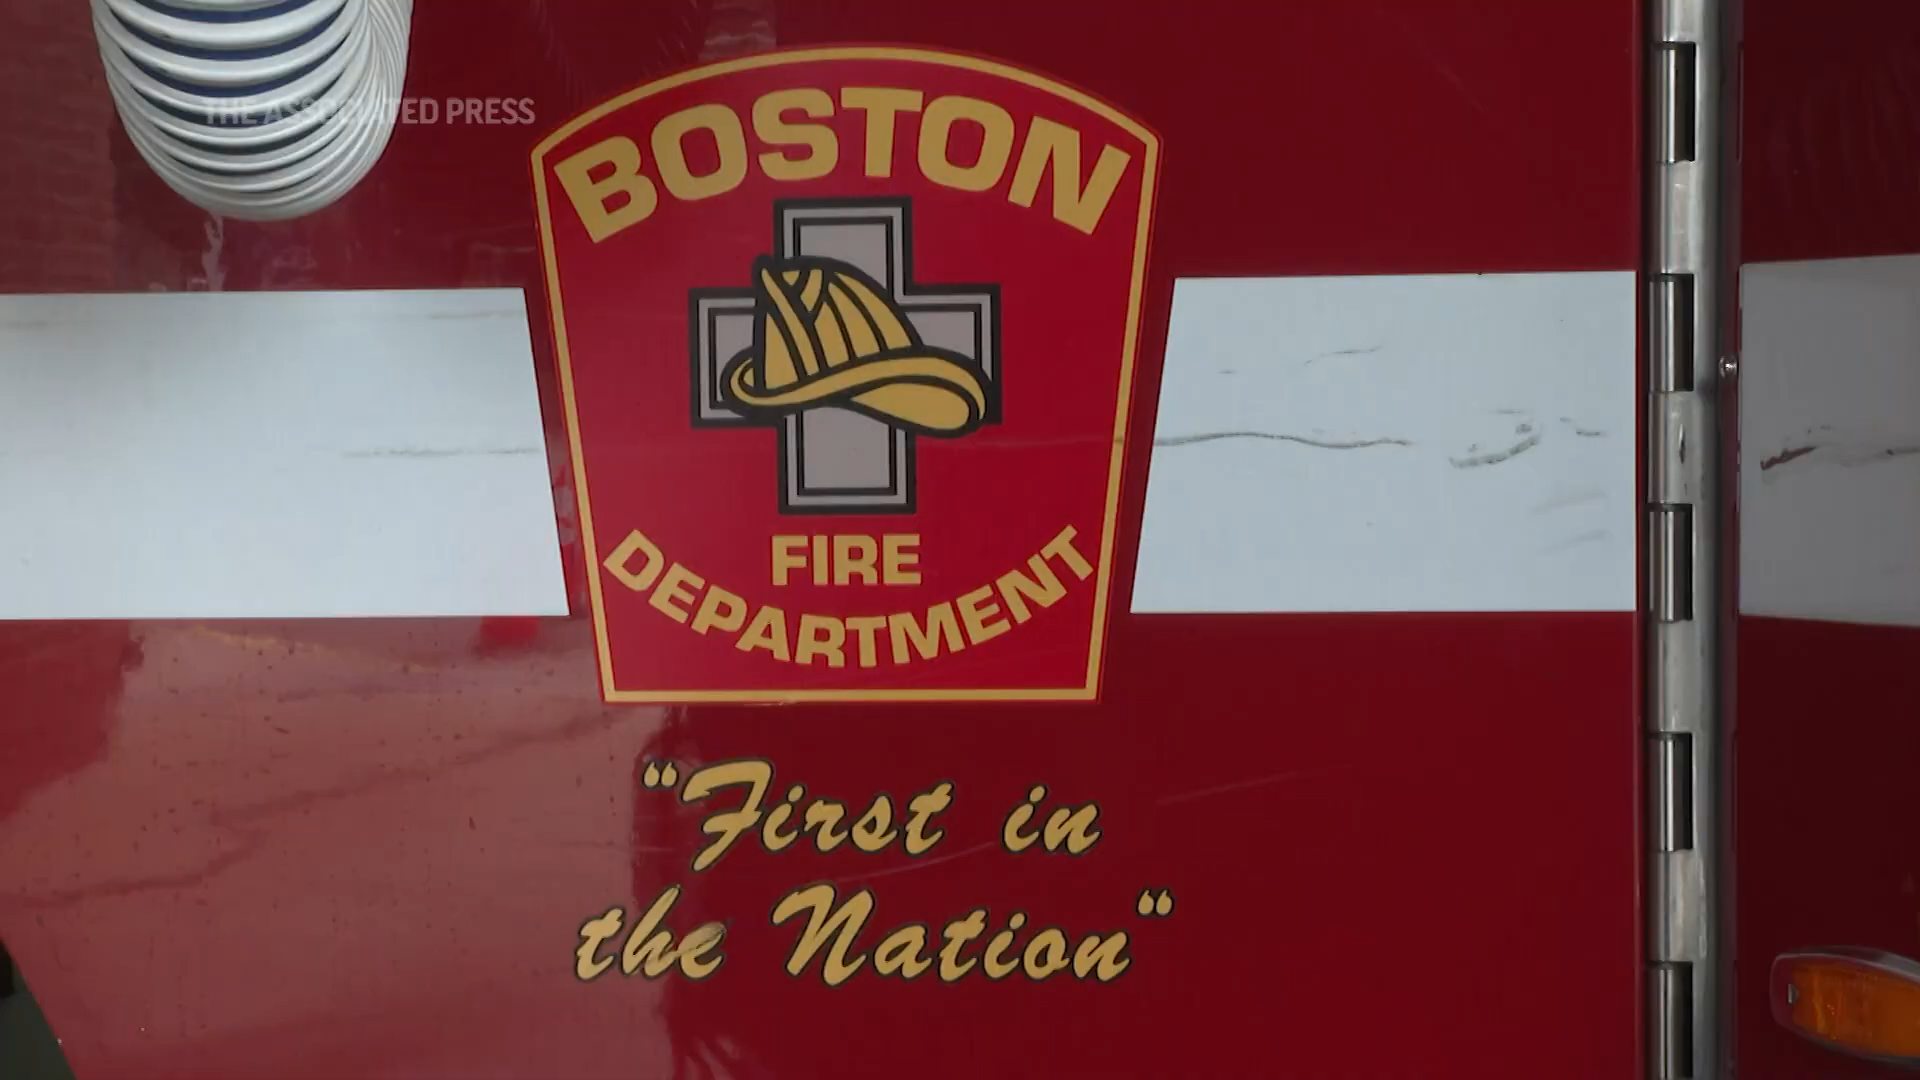 THE ASSOCIATED PRESS
BOSTON
FIRE
DEPARTMENT
“First in
the Nation“